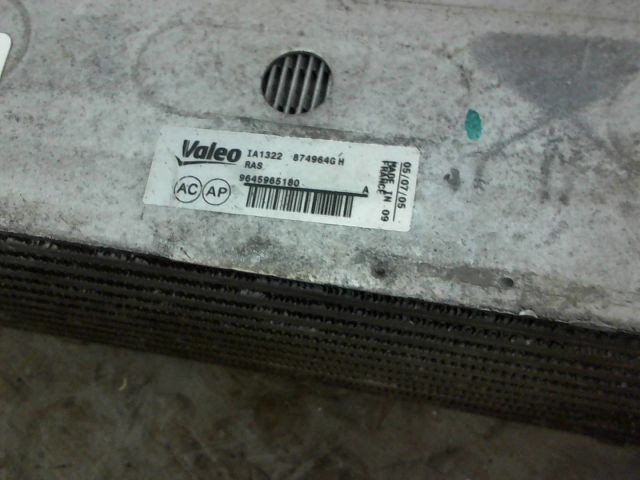 Valeo IA1322 874964G H
RAS
9645965180 A
AC AP
05/07/05
MADE IN 09
FRANCE